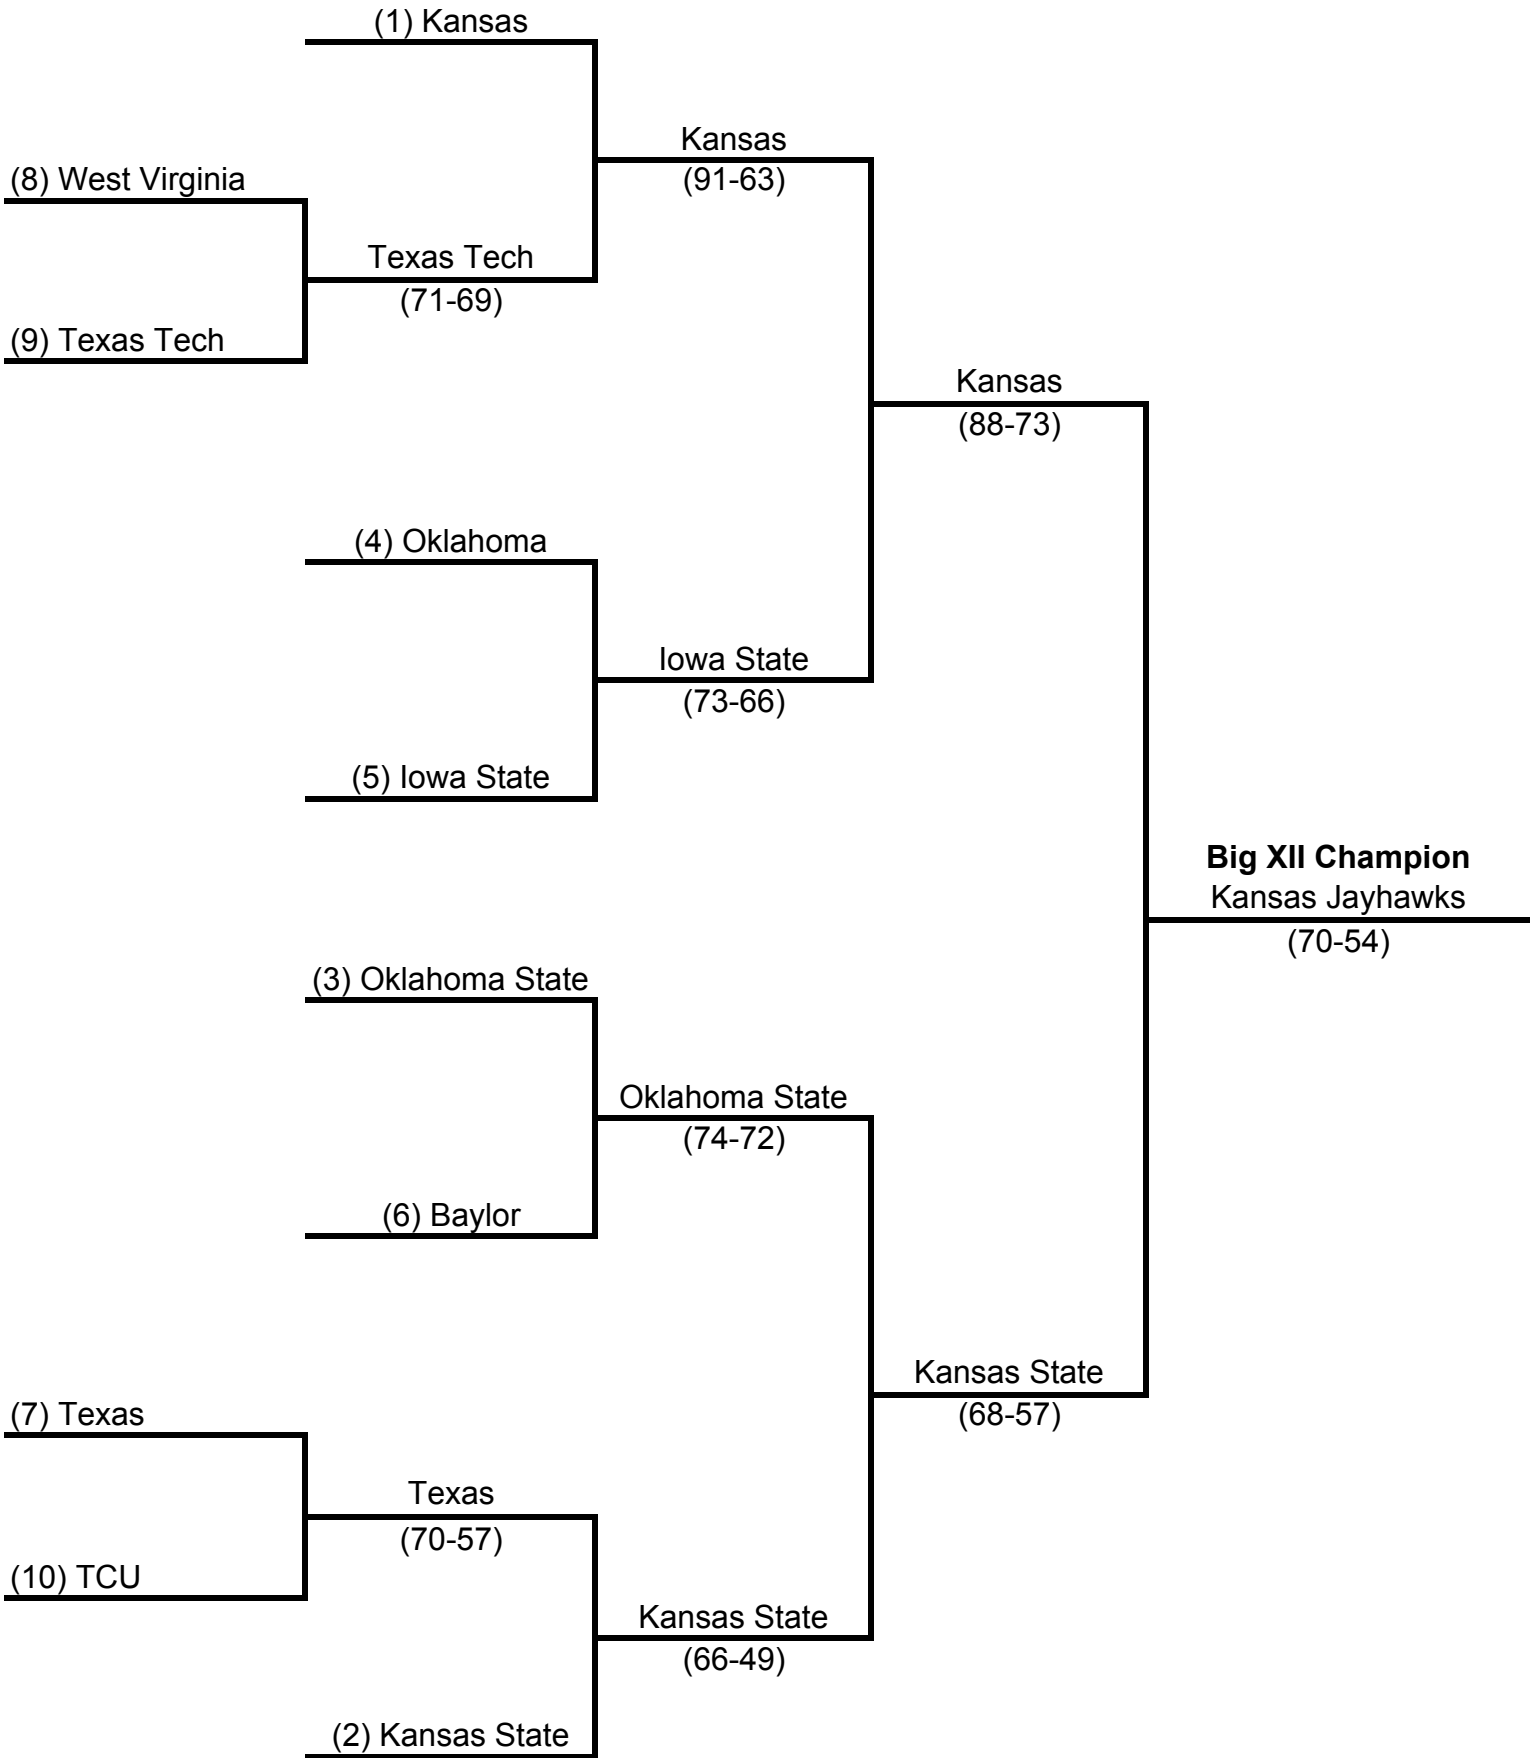 (1) Kansas
Kansas
(91-63)
(8) West Virginia
Texas Tech
(71-69)
(9) Texas Tech
Kansas
(88-73)
(4) Oklahoma
Iowa State
(73-66)
(5) Iowa State
Big XII Champion
Kansas Jayhawks
(70-54)
(3) Oklahoma State
Oklahoma State
(74-72)
(6) Baylor
Kansas State
(68-57)
(7) Texas
Texas
(70-57)
(10) TCU
Kansas State
(66-49)
(2) Kansas State